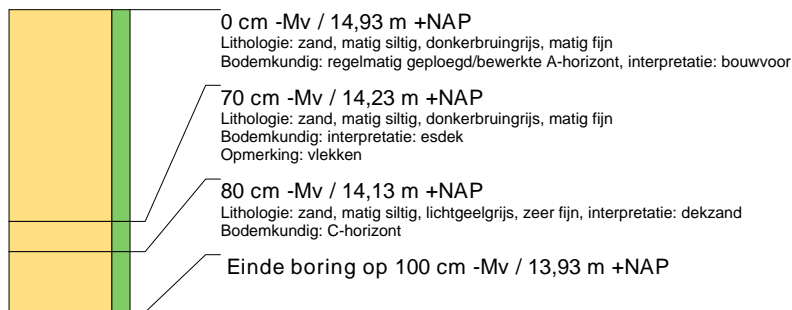 0 cm -Mv / 14,93 m +NAP
Lithologie: zand, matig siltig, donkerbruingrijs, matig fijn
Bodemkundig: regelmatig geploegd/bewerkte A-horizont, interpretatie: bouwvoor
70 cm -Mv / 14,23 m +NAP
Lithologie: zand, matig siltig, donkerbruingrijs, matig fijn
Bodemkundig: interpretatie: esdek
Opmerking: vlekken
80 cm -Mv / 14,13 m +NAP
Lithologie: zand, matig siltig, lichtgeelgrijs, zeer fijn, interpretatie: dekzand
Bodemkundig: C-horizont
Einde boring op 100 cm -Mv / 13,93 m +NAP